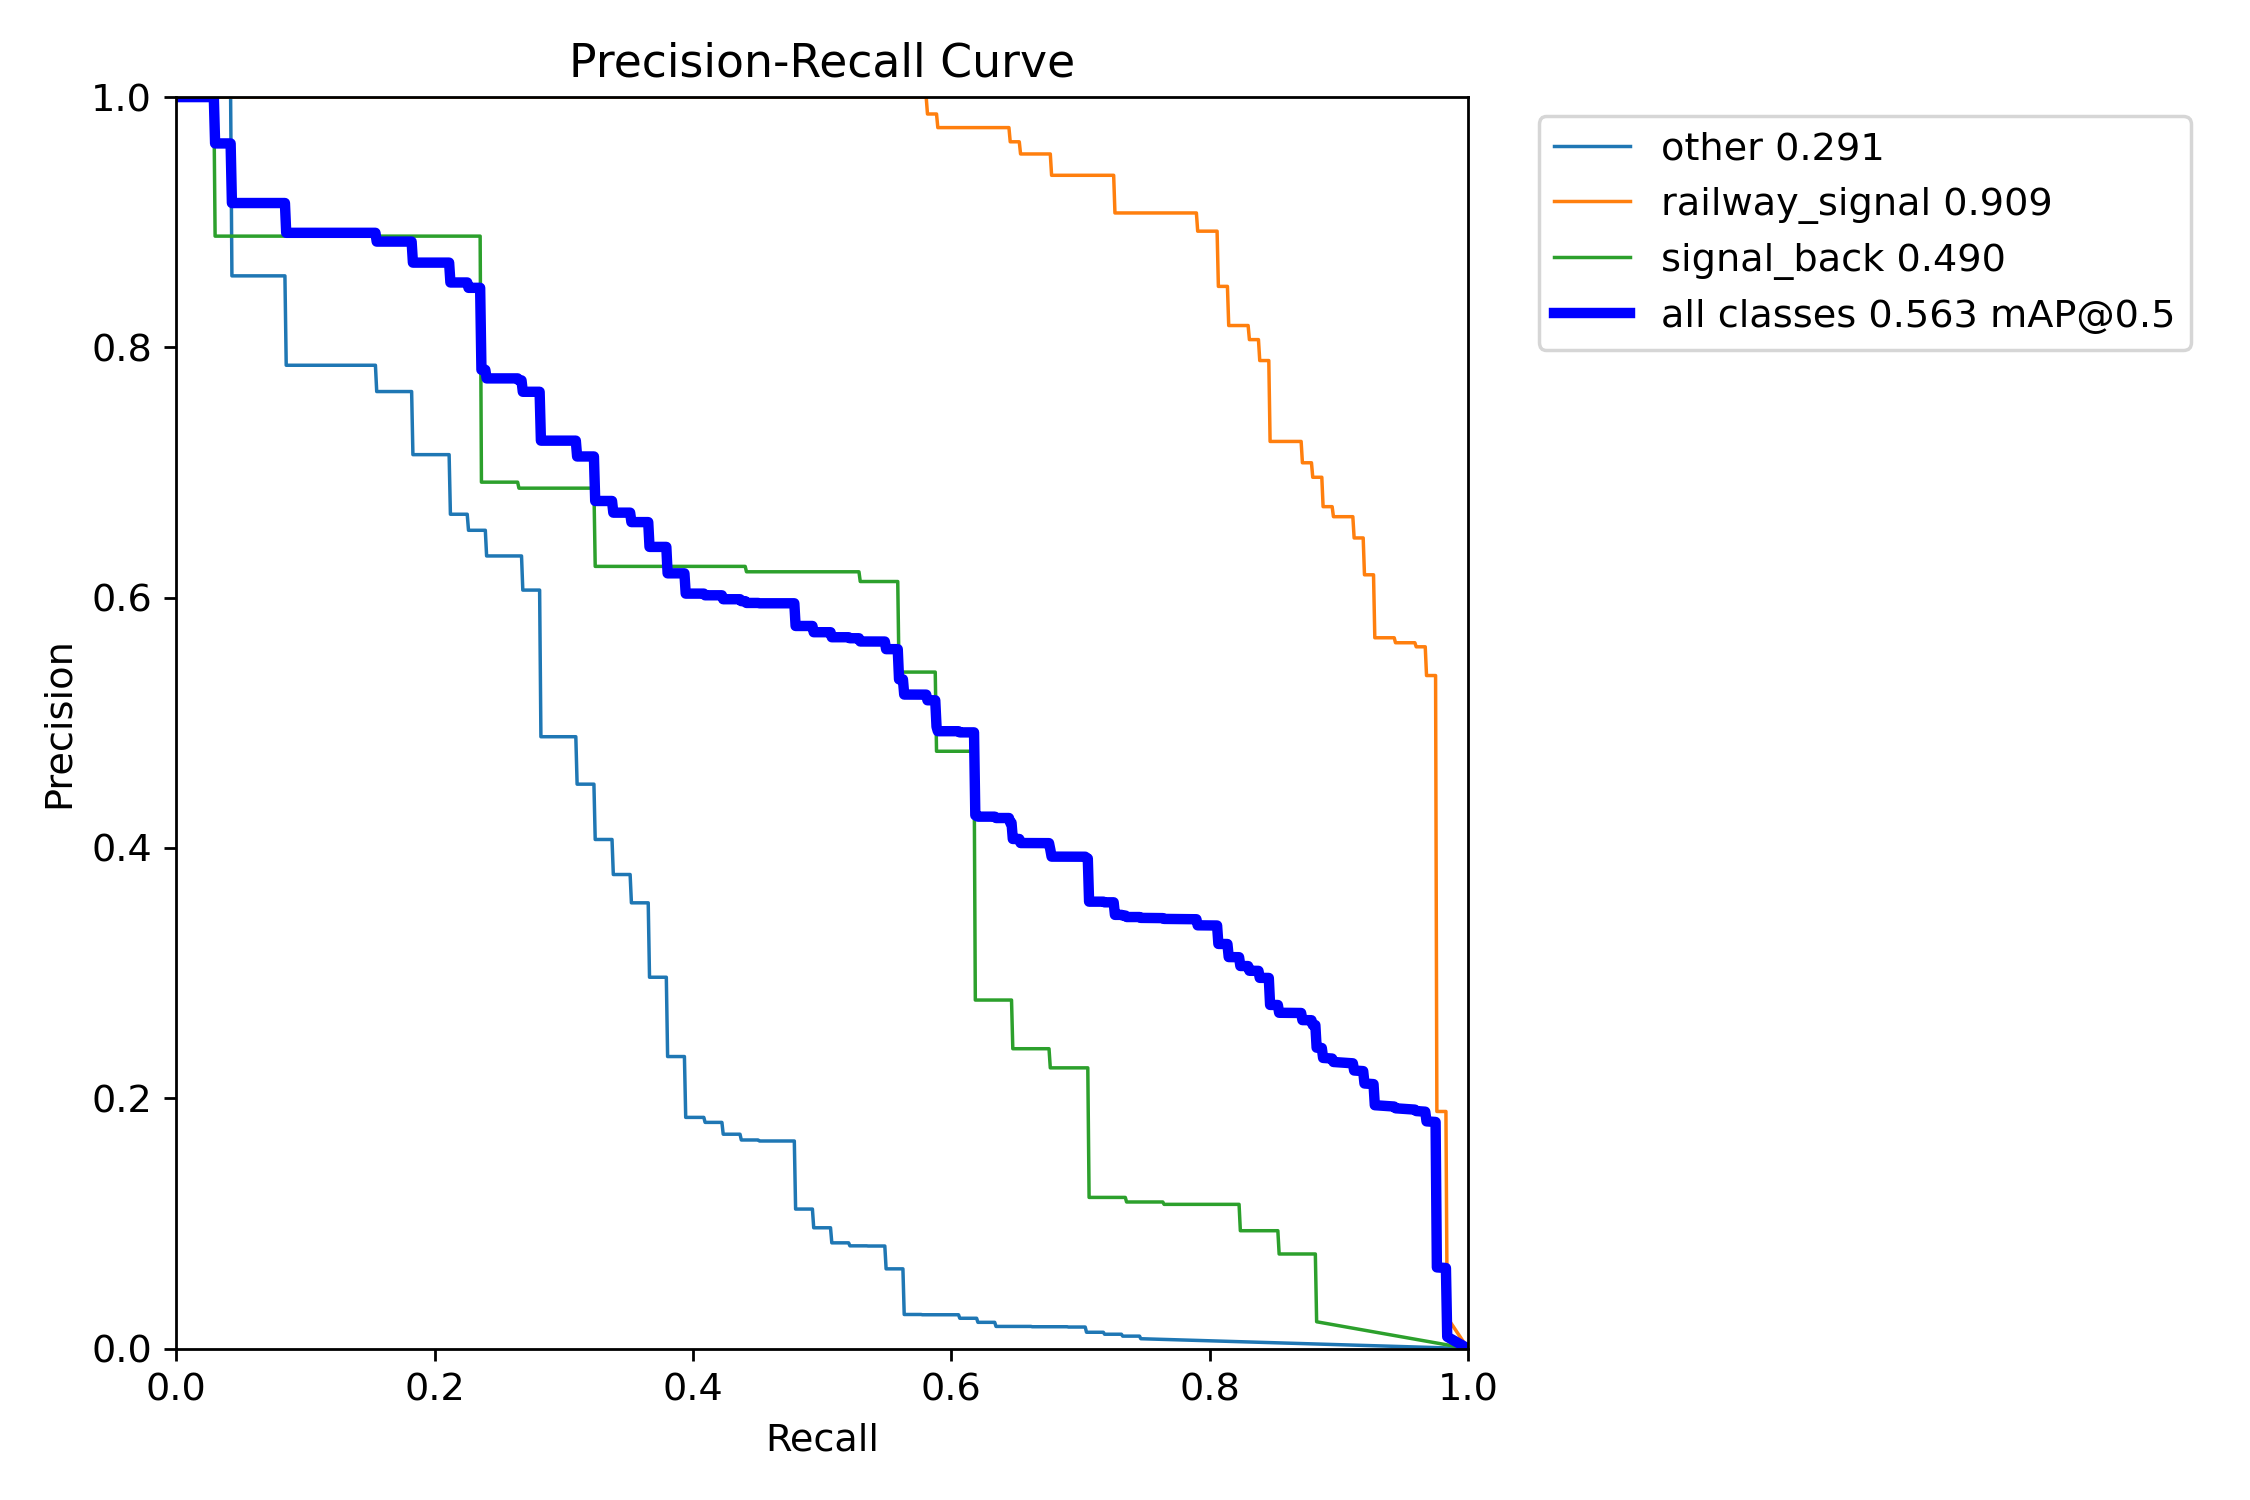 Precision-Recall Curve
1.0
0.8
0.6
0.4
0.2
0.0
Precision
0.0 0.2 0.4 0.6 0.8 1.0
Recall
other 0.291
railway_signal 0.909
signal_back 0.490
all classes 0.563 mAP@0.5